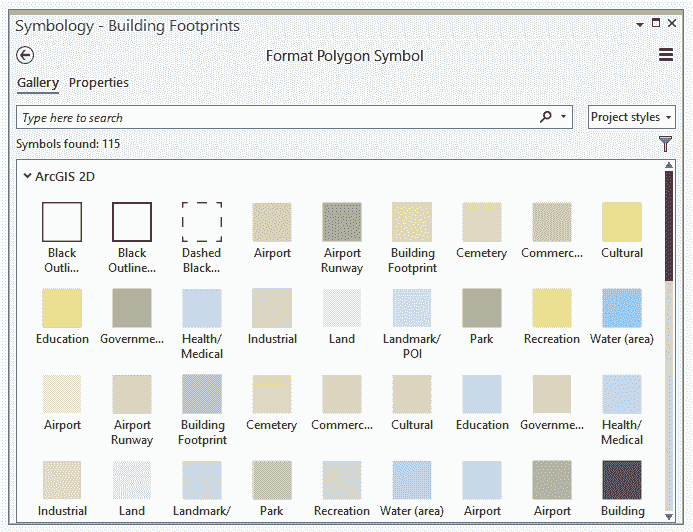 Symbology - Building Footprints
Format Polygon Symbol
Gallery Properties
Type here to search
Project styles
Symbols found: 115
ArcGIS 2D
Black Outli...
Black Outline...
Dashed Black...
Airport
Airport Runway
Building Footprint
Cemetery
Commerc...
Cultural
Education
Governme...
Health/ Medical
Industrial
Land
Landmark/ POI
Park
Recreation
Water (area)
Airport
Airport Runway
Building Footprint
Cemetery
Commerc...
Cultural
Education
Governme...
Health/ Medical
Industrial
Land
Landmark/
Park
Recreation
Water (area)
Airport
Airport
Building